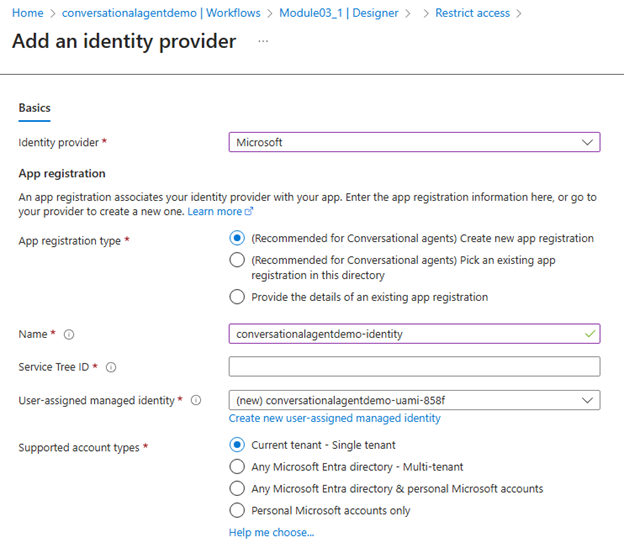 Home > conversationalagentdemo | Workflows > Module03_1 | Designer > > Restrict access >
Add an identity provider ...
Basics
Identity provider * Microsoft
App registration
An app registration associates your identity provider with your app. Enter the app registration information here, or go to
your provider to create a new one. Learn more
App registration type * (Recommended for Conversational agents) Create new app registration
(Recommended for Conversational agents) Pick an existing app
registration in this directory
Provide the details of an existing app registration
Name * conversationalagentdemo-identity
Service Tree ID *
User-assigned managed identity * (new) conversationalagentdemo-uami-858f
Create new user-assigned managed identity
Supported account types * Current tenant - Single tenant
Any Microsoft Entra directory - Multi-tenant
Any Microsoft Entra directory & personal Microsoft accounts
Personal Microsoft accounts only
Help me choose...